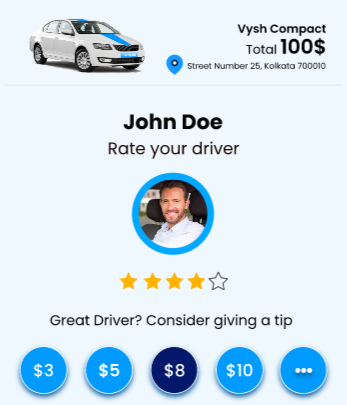 Vysh Compact
Total 100$
Street Number 25, Kolkata 700010
John Doe
Rate your driver
Great Driver? Consider giving a tip
$3 $5 $8 $10 •••